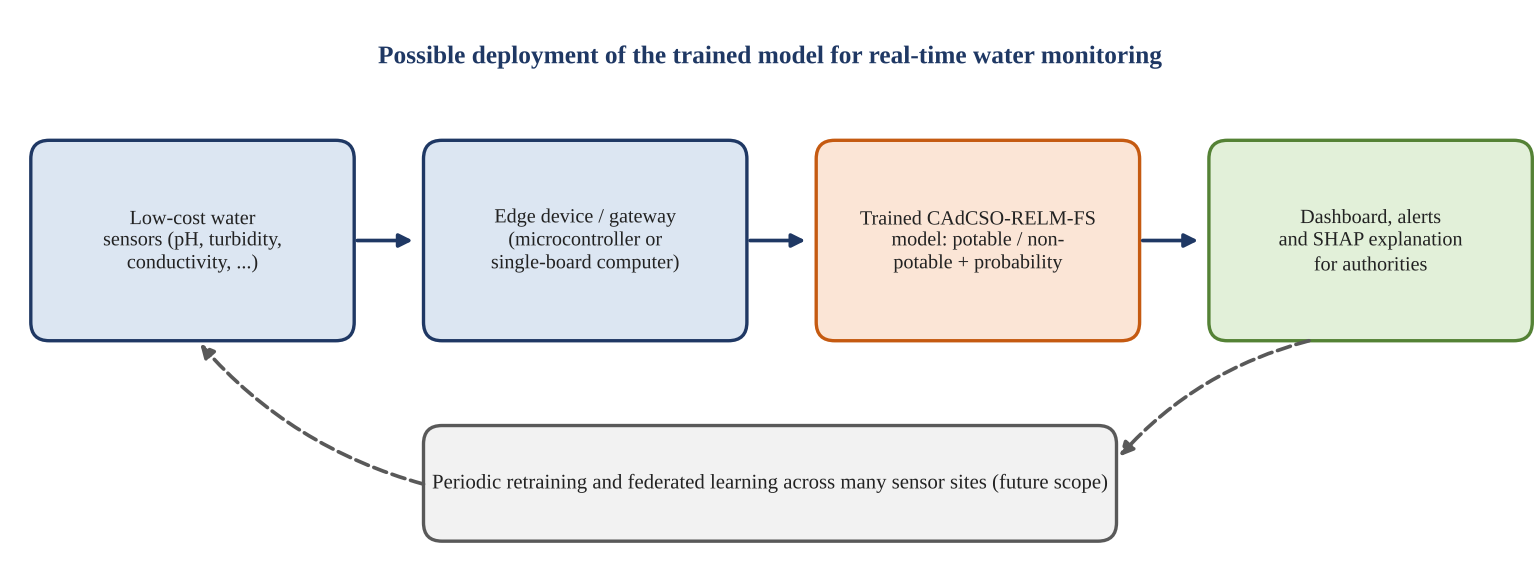 Possible deployment of the trained model for real-time water monitoring
Low-cost water
sensors (pH, turbidity,
conductivity, ...)
Edge device / gateway
(microcontroller or
single-board computer)
Trained CAdCSO-RELM-FS
model: potable / non-
potable + probability
Dashboard, alerts
and SHAP explanation
for authorities
Periodic retraining and federated learning across many sensor sites (future scope)